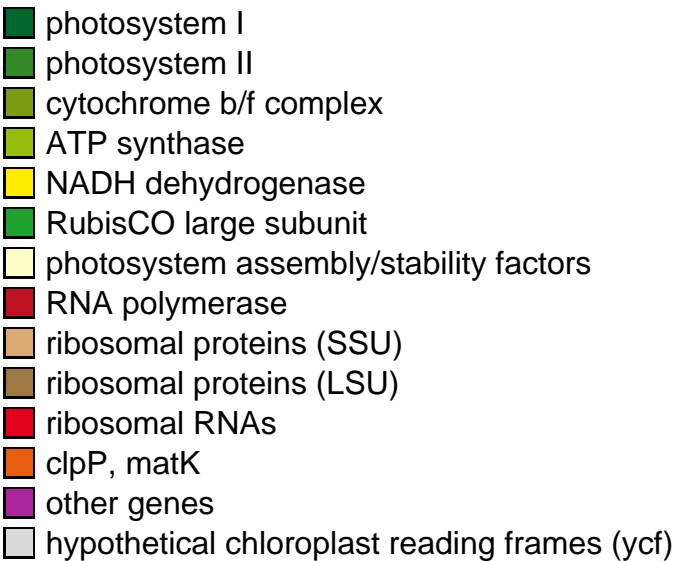 photosystem I
photosystem II
cytochrome b/f complex
ATP synthase
NADH dehydrogenase
RubisCO large subunit
photosystem assembly/stability factors
RNA polymerase
ribosomal proteins (SSU)
ribosomal proteins (LSU)
ribosomal RNAs
clpP, matK
other genes
hypothetical chloroplast reading frames (ycf)